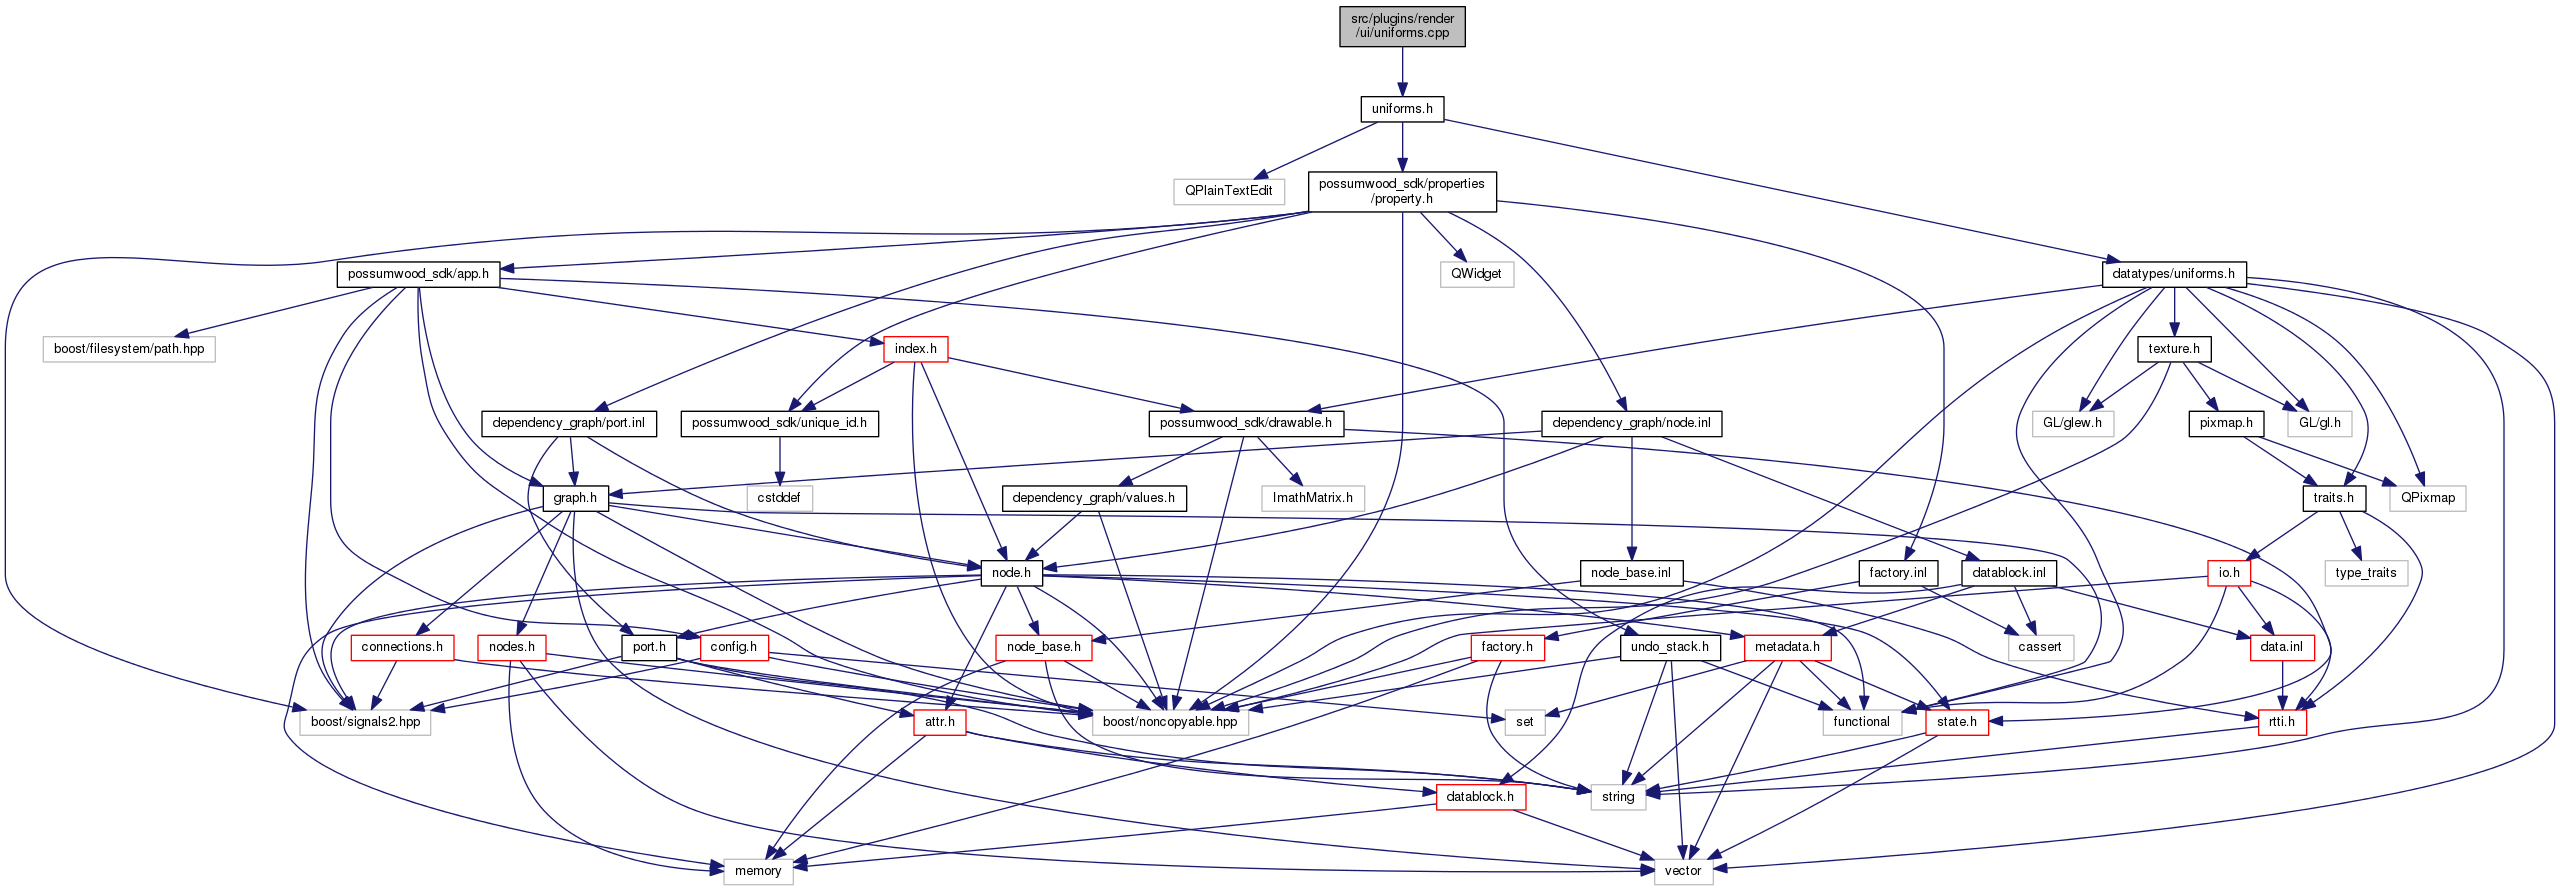 src/plugins/render
/ui/uniforms.cpp
uniforms.h
QPlainTextEdit
possumwood_sdk/properties
/property.h
possumwood_sdk/app.h
QWidget
datatypes/uniforms.h
boost/filesystem/path.hpp
index.h
texture.h
dependency_graph/port.inl
possumwood_sdk/unique_id.h
possumwood_sdk/drawable.h
dependency_graph/node.inl
GL/glew.h
pixmap.h
GL/gl.h
graph.h
cstddef
dependency_graph/values.h
ImathMatrix.h
traits.h
QPixmap
node.h
node_base.inl
factory.inl
datablock.inl
io.h
type_traits
connections.h
nodes.h
port.h
config.h
node_base.h
factory.h
undo_stack.h
metadata.h
cassert
data.inl
boost/signals2.hpp
attr.h
boost/noncopyable.hpp
set
functional
state.h
rtti.h
datablock.h
string
memory
vector